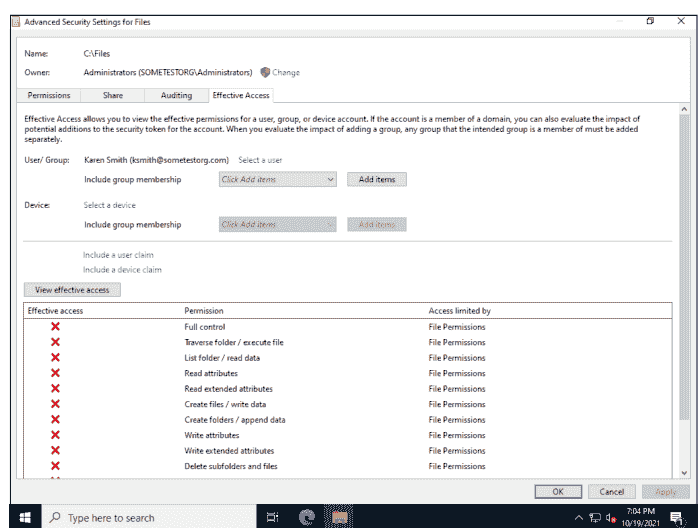 Advanced Security Settings for Files
Name: C:\Files
Owner: Administrators (SOMETESTORG\Administrators) Change
Permissions Share Auditing Effective Access
Effective Access allows you to view the effective permissions for a user, group, or device account. If the account is a member of a domain, you can also evaluate the impact of
potential additions to the security token for the account. When you evaluate the impact of adding a group, any group that the intended group is a member of must be added
separately.
User/ Group: Karen Smith (ksmith@sometestorg.com) Select a user
Include group membership Click Add items Add items
Device: Select a device
Include group membership Click Add items Add items
Include a user claim
Include a device claim
View effective access
Effective access Permission Access limited by
Full control File Permissions
Traverse folder / execute file File Permissions
List folder / read data File Permissions
Read attributes File Permissions
Read extended attributes File Permissions
Create files / write data File Permissions
Create folders / append data File Permissions
Write attributes File Permissions
Write extended attributes File Permissions
Delete subfolders and files File Permissions
OK Cancel Apply
Type here to search
7:04 PM
10/19/2021